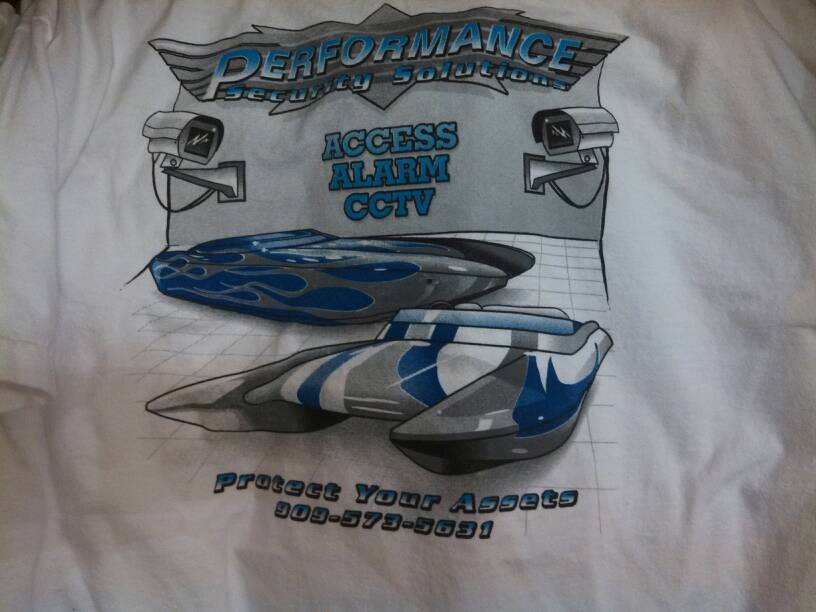 PERFORMANCE
Security Solutions
ACCESS
ALARM
CCTV
Protect Your Assets
909-573-5631